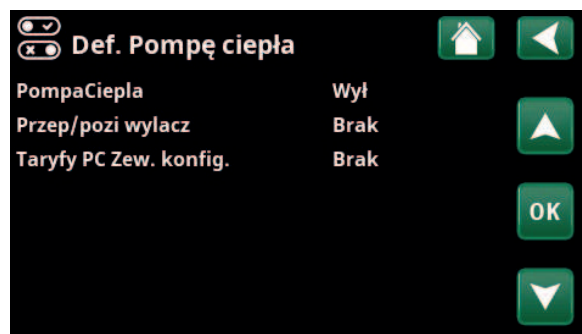 Def. Pompę ciepła
PompaCiepla Wył
Przep/pozi wylacz Brak
Taryfy PC Zew. konfig. Brak
OK